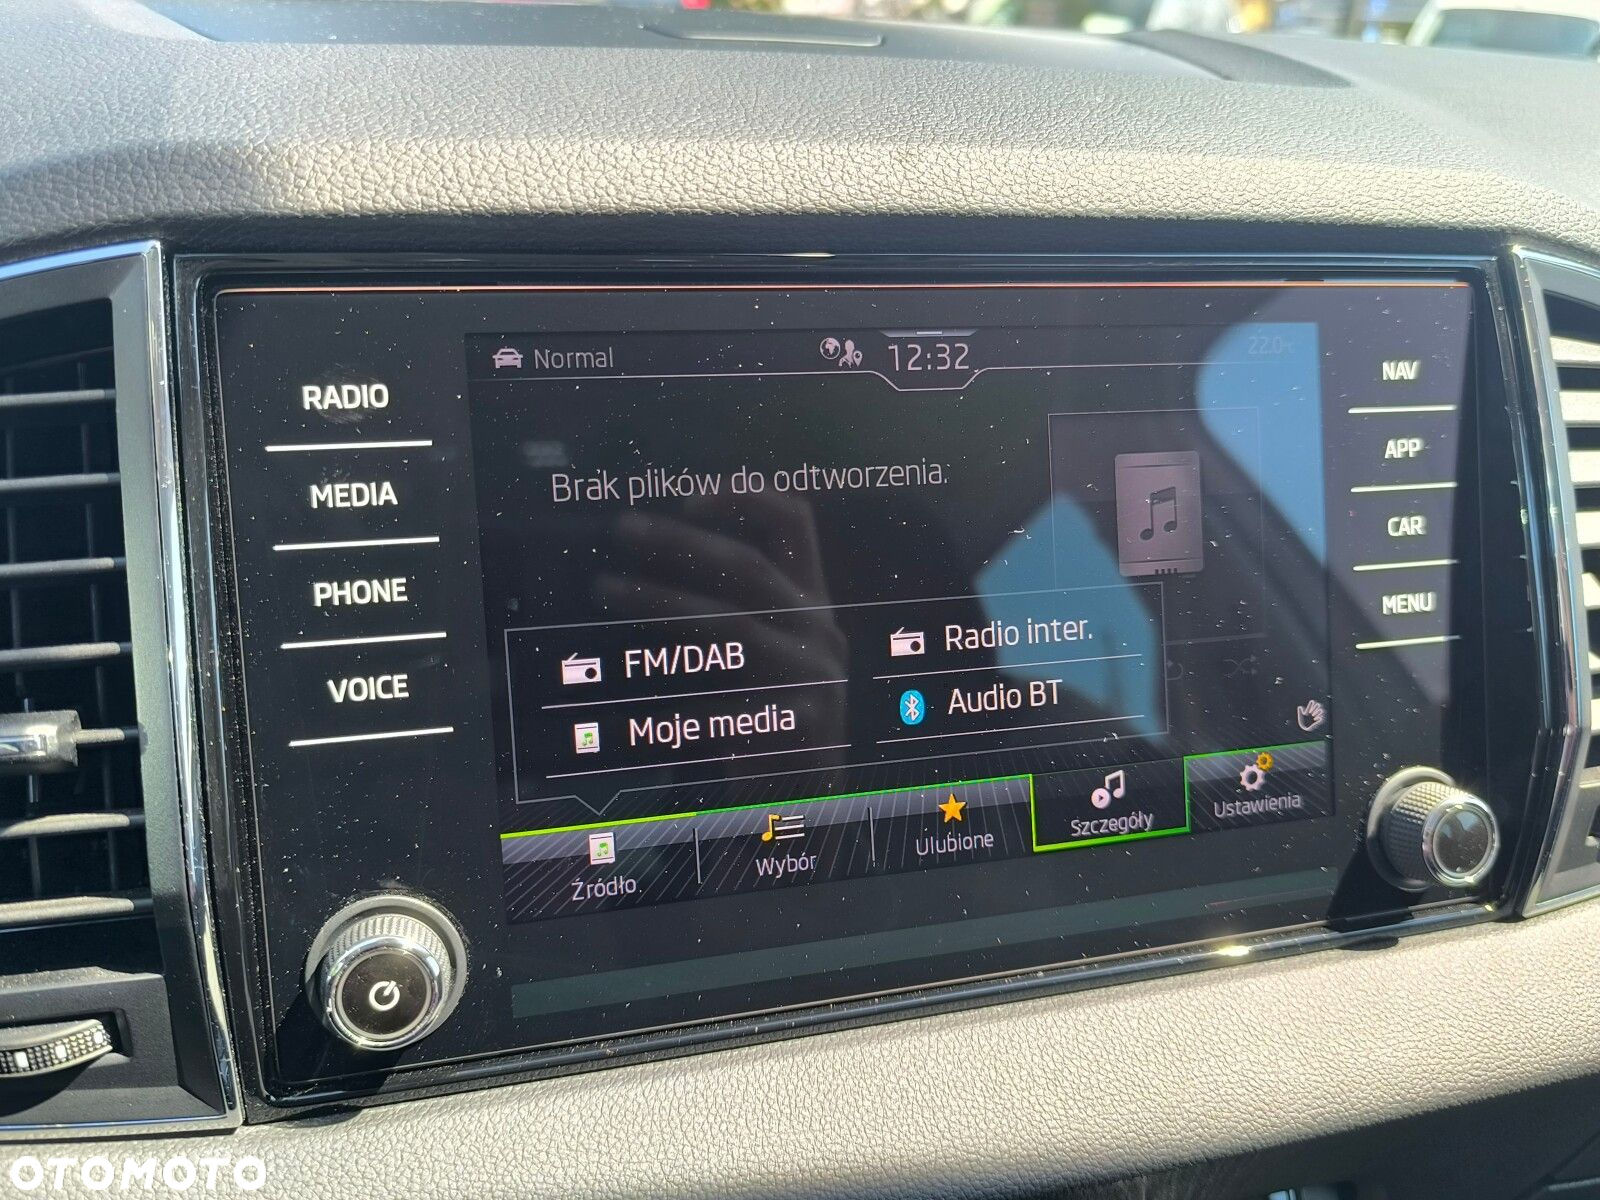 RADIO
MEDIA
PHONE
VOICE
Normal
12:32
22.0
Brak plików do odtworzenia.
FM/DAB
Radio inter.
Moje media
Audio BT
Źródło
Wybór
Ulubione
Szczegóły
Ustawienia
NAV
APP
CAR
MENU
OTOMOTO